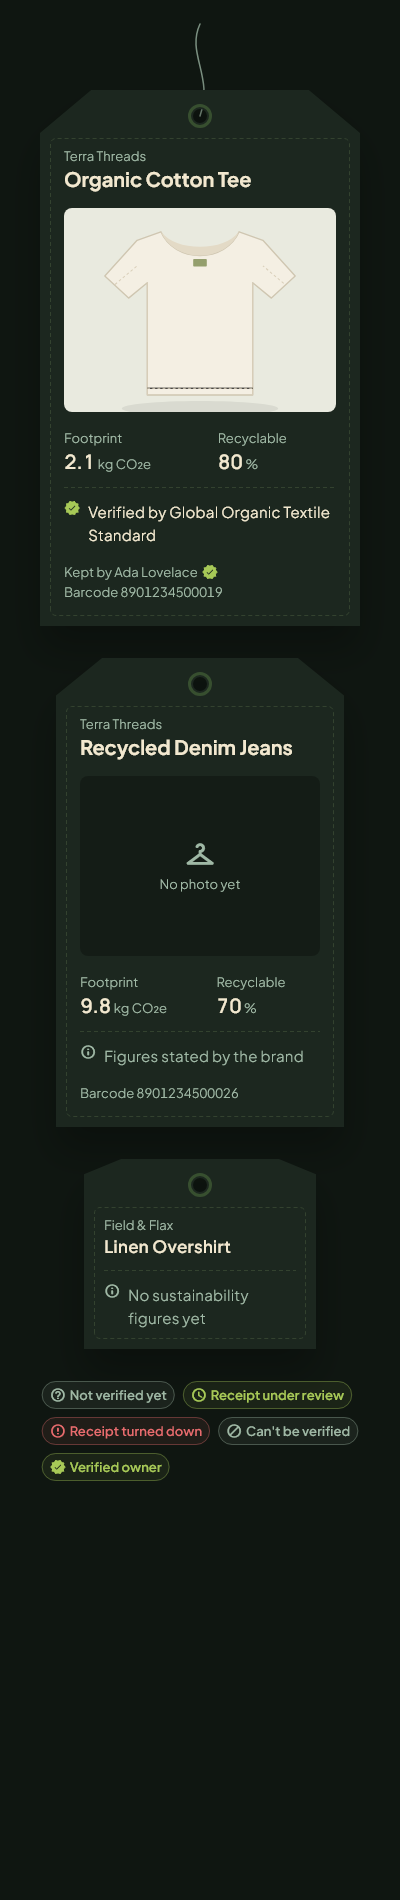 Terra Threads
Organic Cotton Tee
Footprint
Recyclable
2.1 kg CO₂e
80 %
Verified by Global Organic Textile
Standard
Kept by Ada Lovelace
Barcode 8901234500019
Terra Threads
Recycled Denim Jeans
No photo yet
Footprint
Recyclable
9.8 kg CO₂e
70 %
Figures stated by the brand
Barcode 8901234500026
Field & Flax
Linen Overshirt
No sustainability
figures yet
Not verified yet
Receipt under review
Receipt turned down
Can't be verified
Verified owner